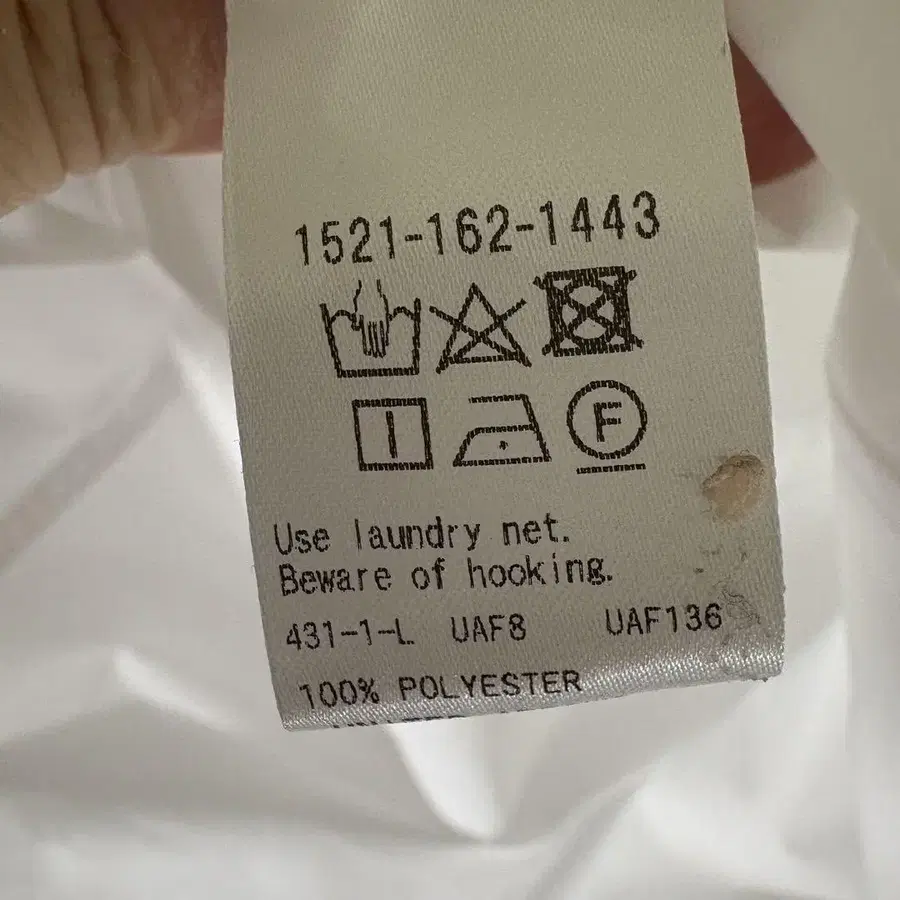 1521-162-1443
F
Use laundry net.
Beware of hooking.
431-1-L UAF8 UAF136
100% POLYESTER